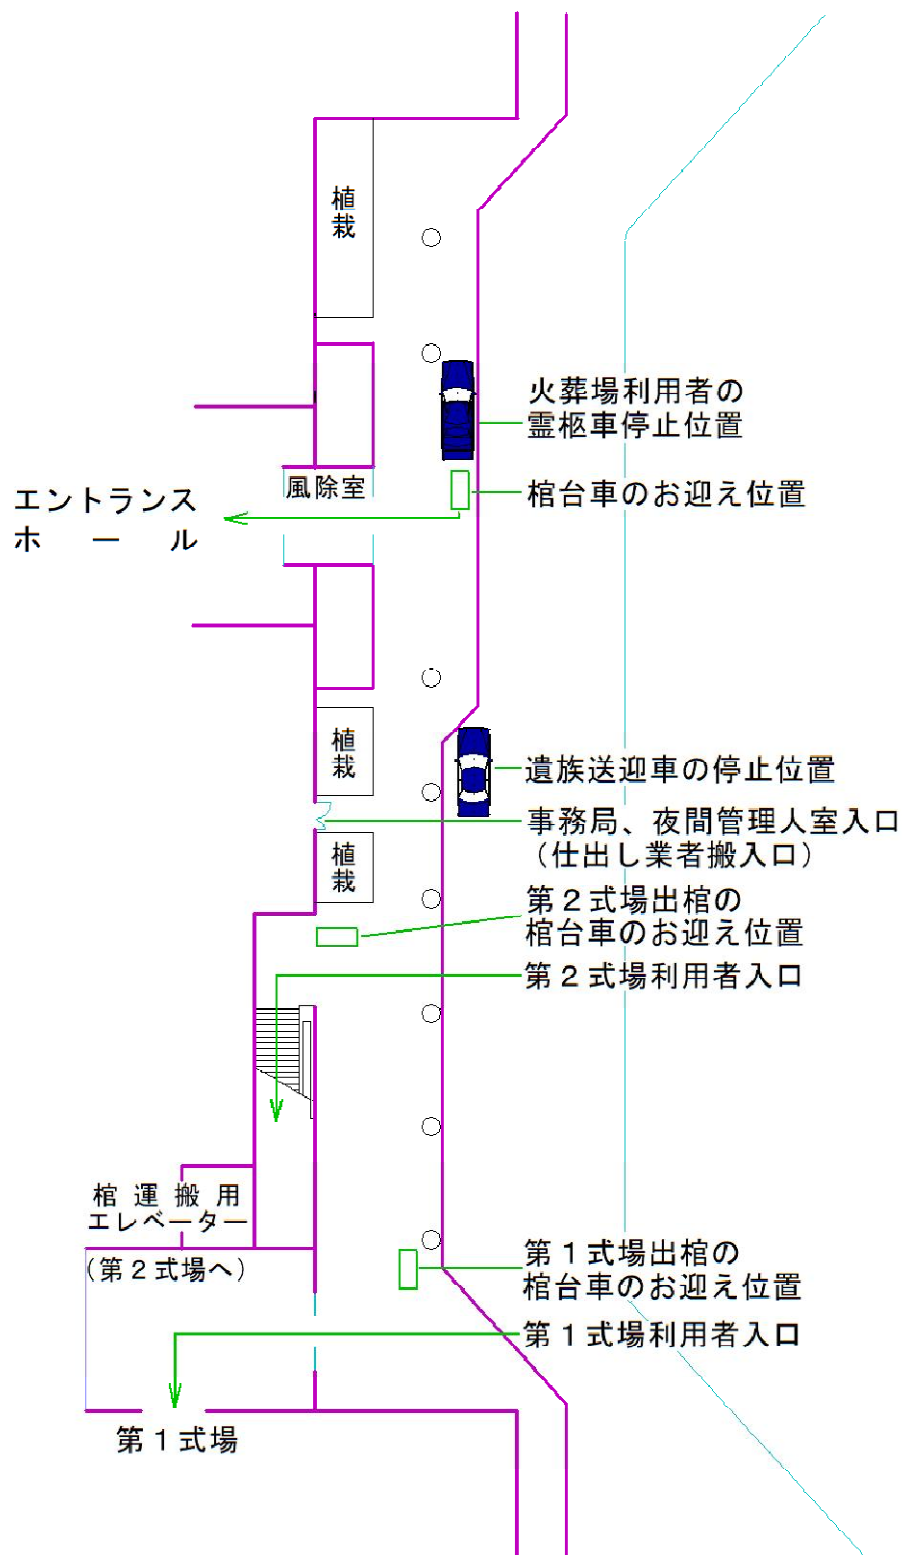 植栽
火葬場利用者の
霊柩車停止位置
風除室
棺台車のお迎え位置
エントランス
ホール
植栽
遺族送迎車の停止位置
事務局、夜間管理人室入口
（仕出し業者搬入口）
植栽
第２式場出棺の
棺台車のお迎え位置
第２式場利用者入口
棺運搬用
エレベーター
(第２式場へ)
第１式場出棺の
棺台車のお迎え位置
第１式場利用者入口
第１式場